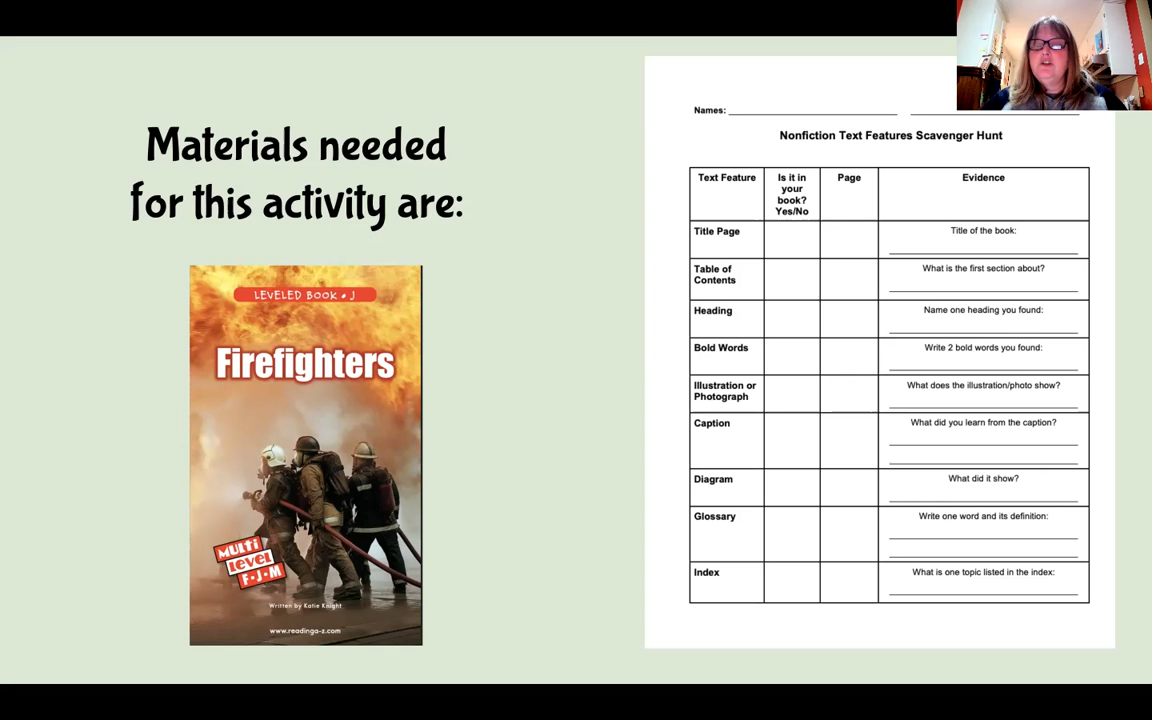 Materials needed
for this activity are:
LEVELED BOOK • J
Firefighters
MULTI
LEVEL
F•J•M
Written by Katie Knight
www.readinga-z.com
Names:
Nonfiction Text Features Scavenger Hunt
Text Feature
Is it in
your
book?
Yes/No
Page
Evidence
Title Page
Title of the book:
Table of
Contents
What is the first section about?
Heading
Name one heading you found:
Bold Words
Write 2 bold words you found:
Illustration or
Photograph
What does the illustration/photo show?
Caption
What did you learn from the caption?
Diagram
What did it show?
Glossary
Write one word and its definition:
Index
What is one topic listed in the index: